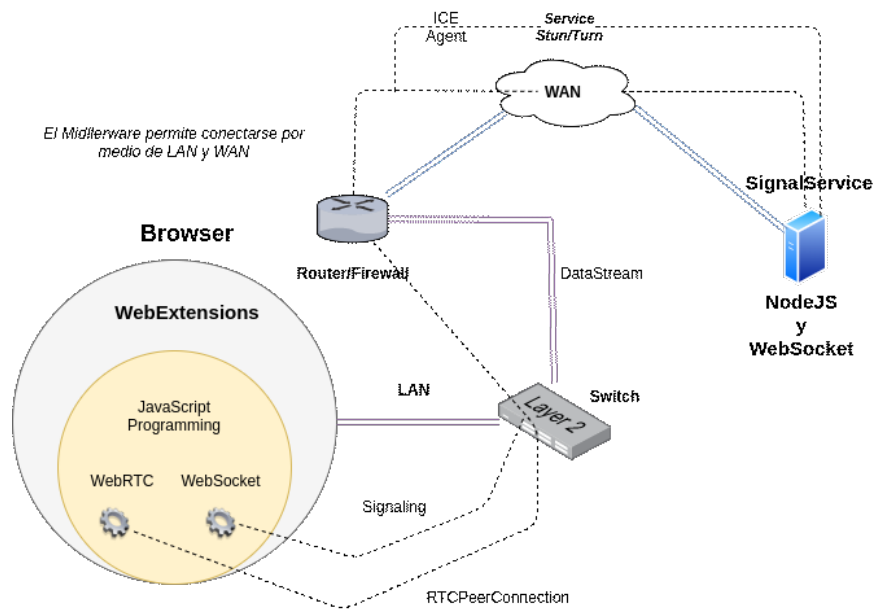 ICE
Agent
Service
Stun/Turn
WAN
El Midllerware permite conectarse por
medio de LAN y WAN
SignalService
Browser
Router/Firewall
DataStream
NodeJS
y
WebSocket
WebExtensions
LAN
Switch
Layer 2
JavaScript
Programming
WebRTC
WebSocket
Signaling
RTCPeerConnection